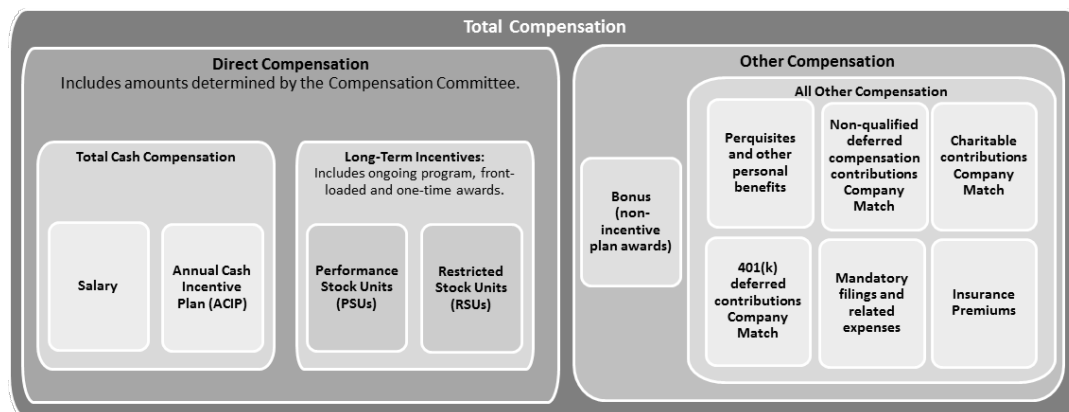 Total Compensation
Direct Compensation
Includes amounts determined by the Compensation Committee.
Total Cash Compensation
Salary
Annual Cash
Incentive
Plan (ACIP)
Long-Term Incentives:
Includes ongoing program, front-
loaded and one-time awards.
Performance
Stock Units
(PSUs)
Restricted
Stock Units
(RSUs)
Other Compensation
Bonus
(non-
incentive
plan awards)
All Other Compensation
Perquisites
and other
personal
benefits
Non-qualified
deferred
compensation
contributions
Company
Match
Charitable
contributions
Company
Match
401(k)
deferred
contributions
Company
Match
Mandatory
filings and
related
expenses
Insurance
Premiums